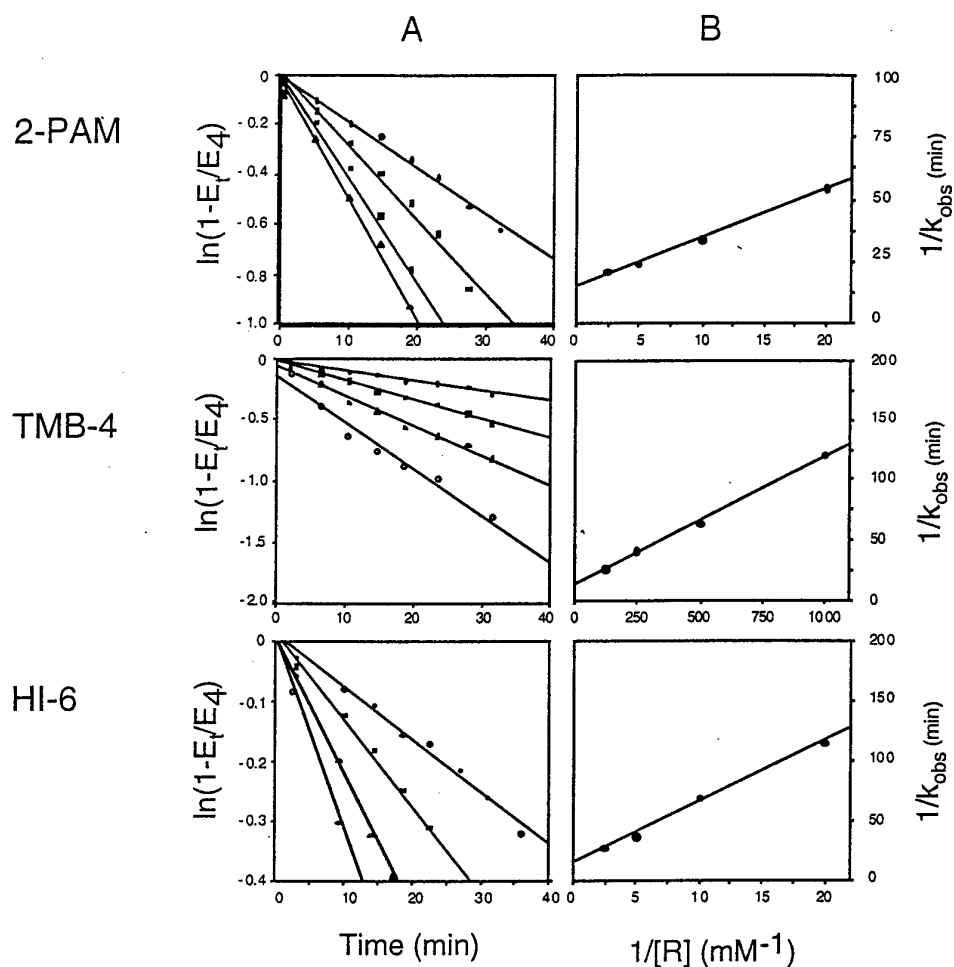 A B
2-PAM
ln(1-Et/E4)
0
-0.2
-0.4
-0.6
-0.8
-1.0
0 10 20 30 40
0 5 10 15 20
100
75
50
25
0
1/kobs (min)
TMB-4
ln(1-Et/E4)
0
-0.5
-1.0
-1.5
-2.0
0 10 20 30 40
0 250 500 750 1000
200
150
100
50
0
1/kobs (min)
HI-6
ln(1-Et/E4)
0
-0.1
-0.2
-0.3
-0.4
0 10 20 30 40
0 5 10 15 20
200
150
100
50
0
1/kobs (min)
Time (min) 1/[R] (mM-1)